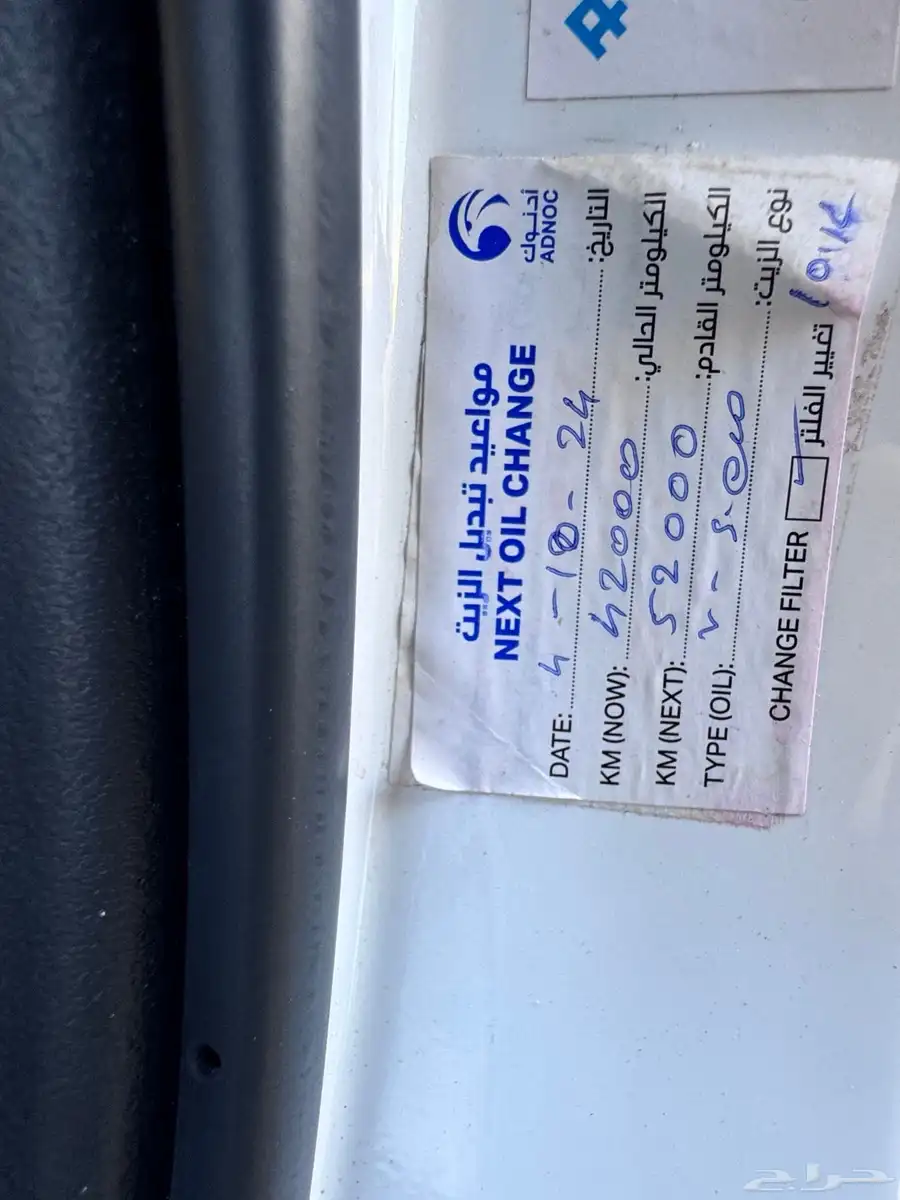 أدنوك
ADNOC
مواعيد تبديل الزيت
NEXT OIL CHANGE
DATE: 4 - 10 - 24 التاريخ:
KM (NOW): 42000 الكيلومتر الحالي:
KM (NEXT): 52000 الكيلومتر القادم:
TYPE (OIL): نوع الزيت:
CHANGE FILTER تغيير الفلتر
حراج